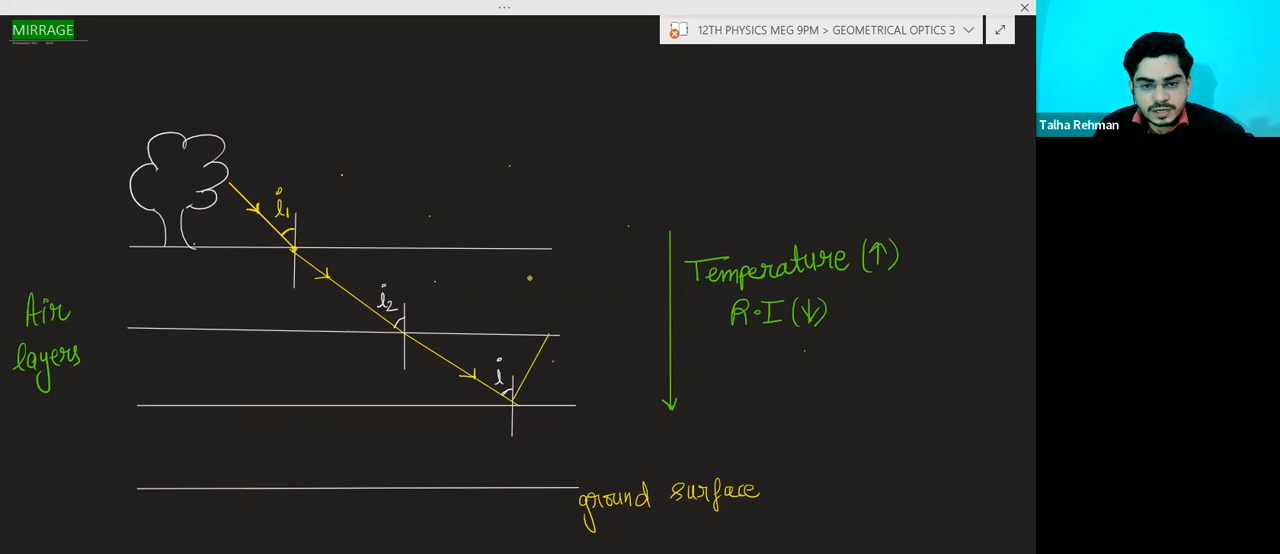 MIRRAGE
12TH PHYSICS MEG 9PM > GEOMETRICAL OPTICS 3
Talha Rehman
i1
Temperature (↑)
R.I (↓)
i2
Air
layers
i
ground surface